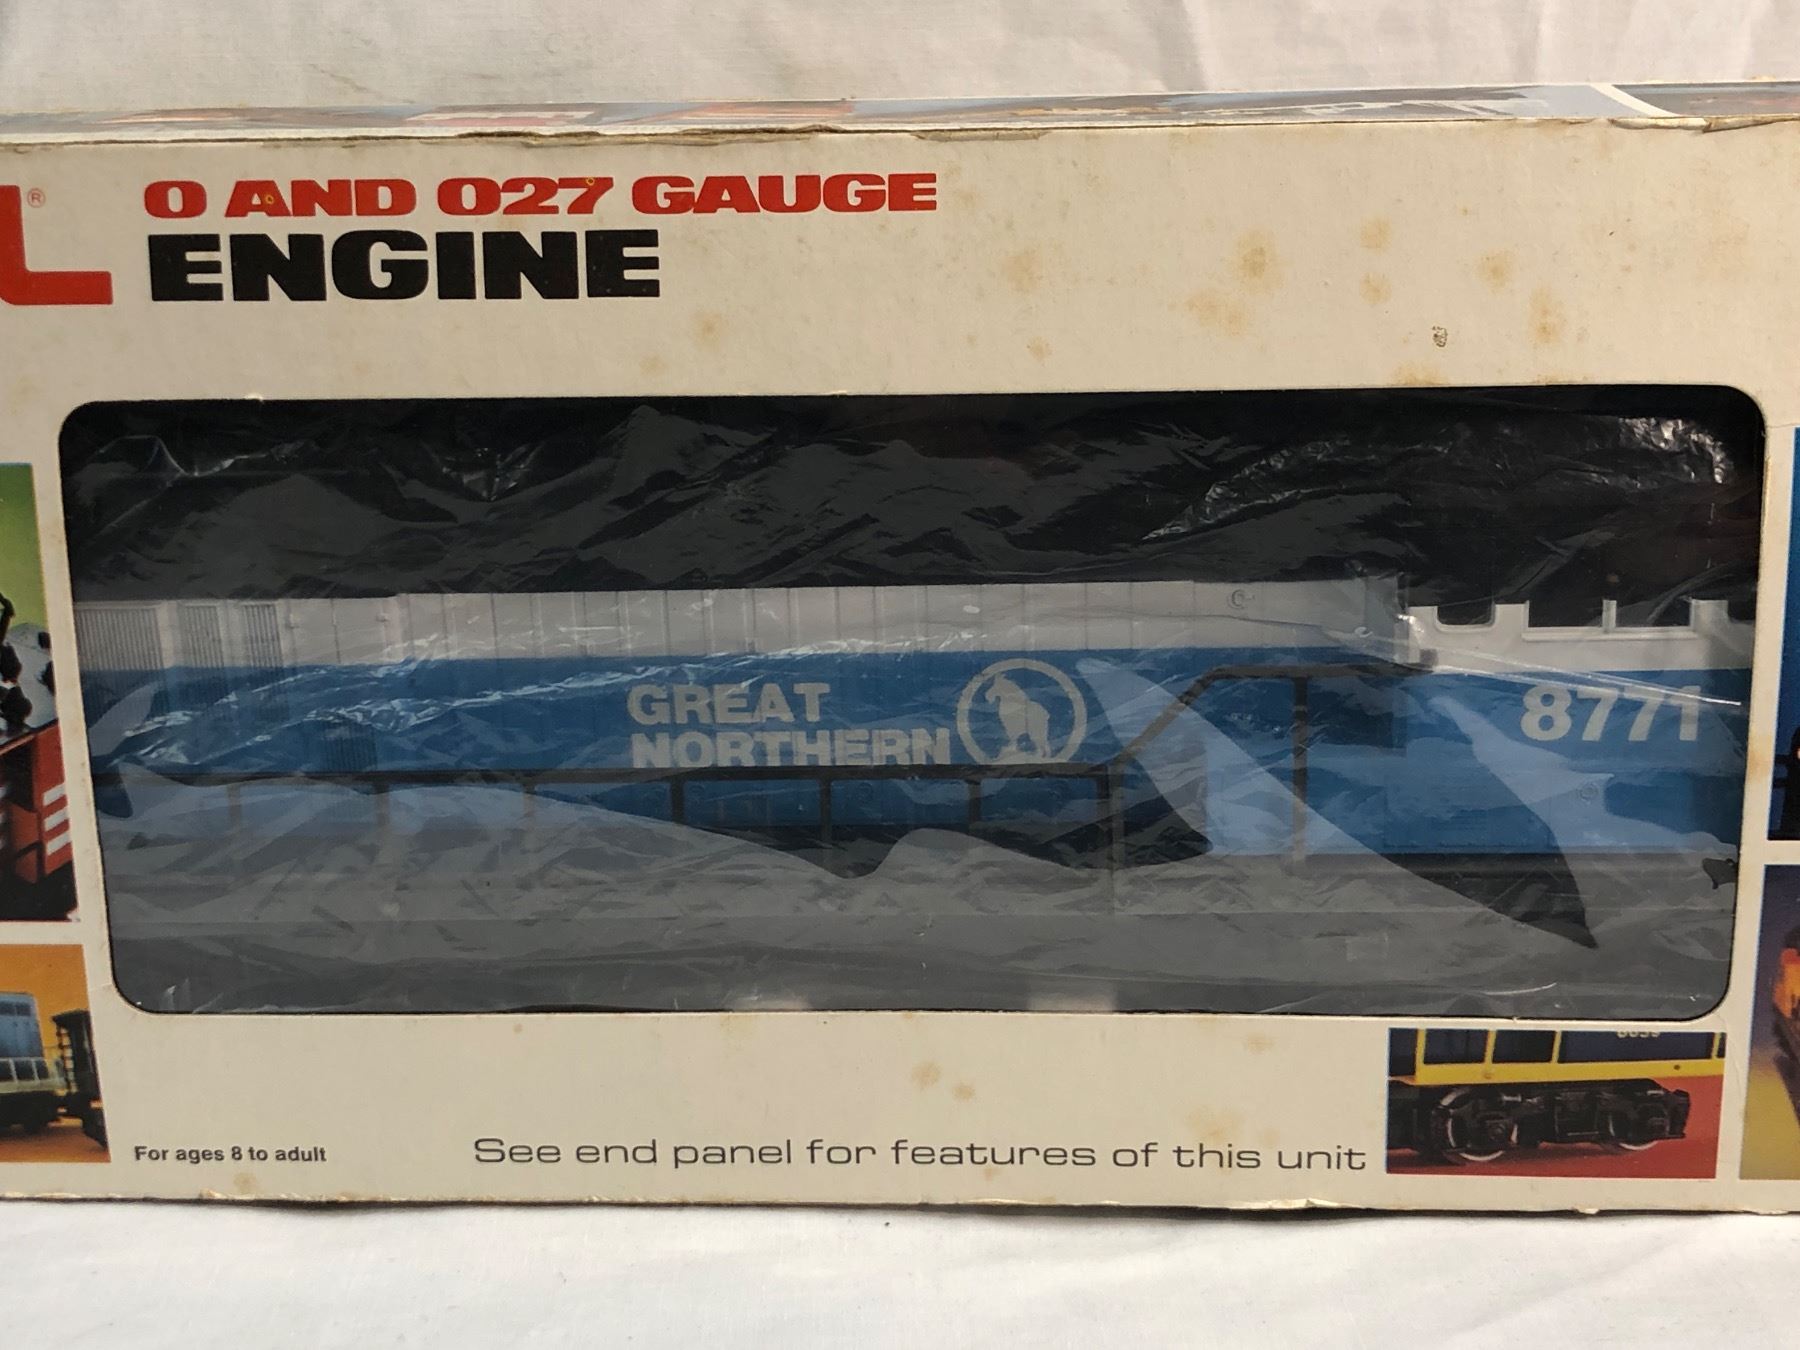 L®
O AND O27 GAUGE
ENGINE
GREAT
NORTHERN
8771
For ages 8 to adult
See end panel for features of this unit